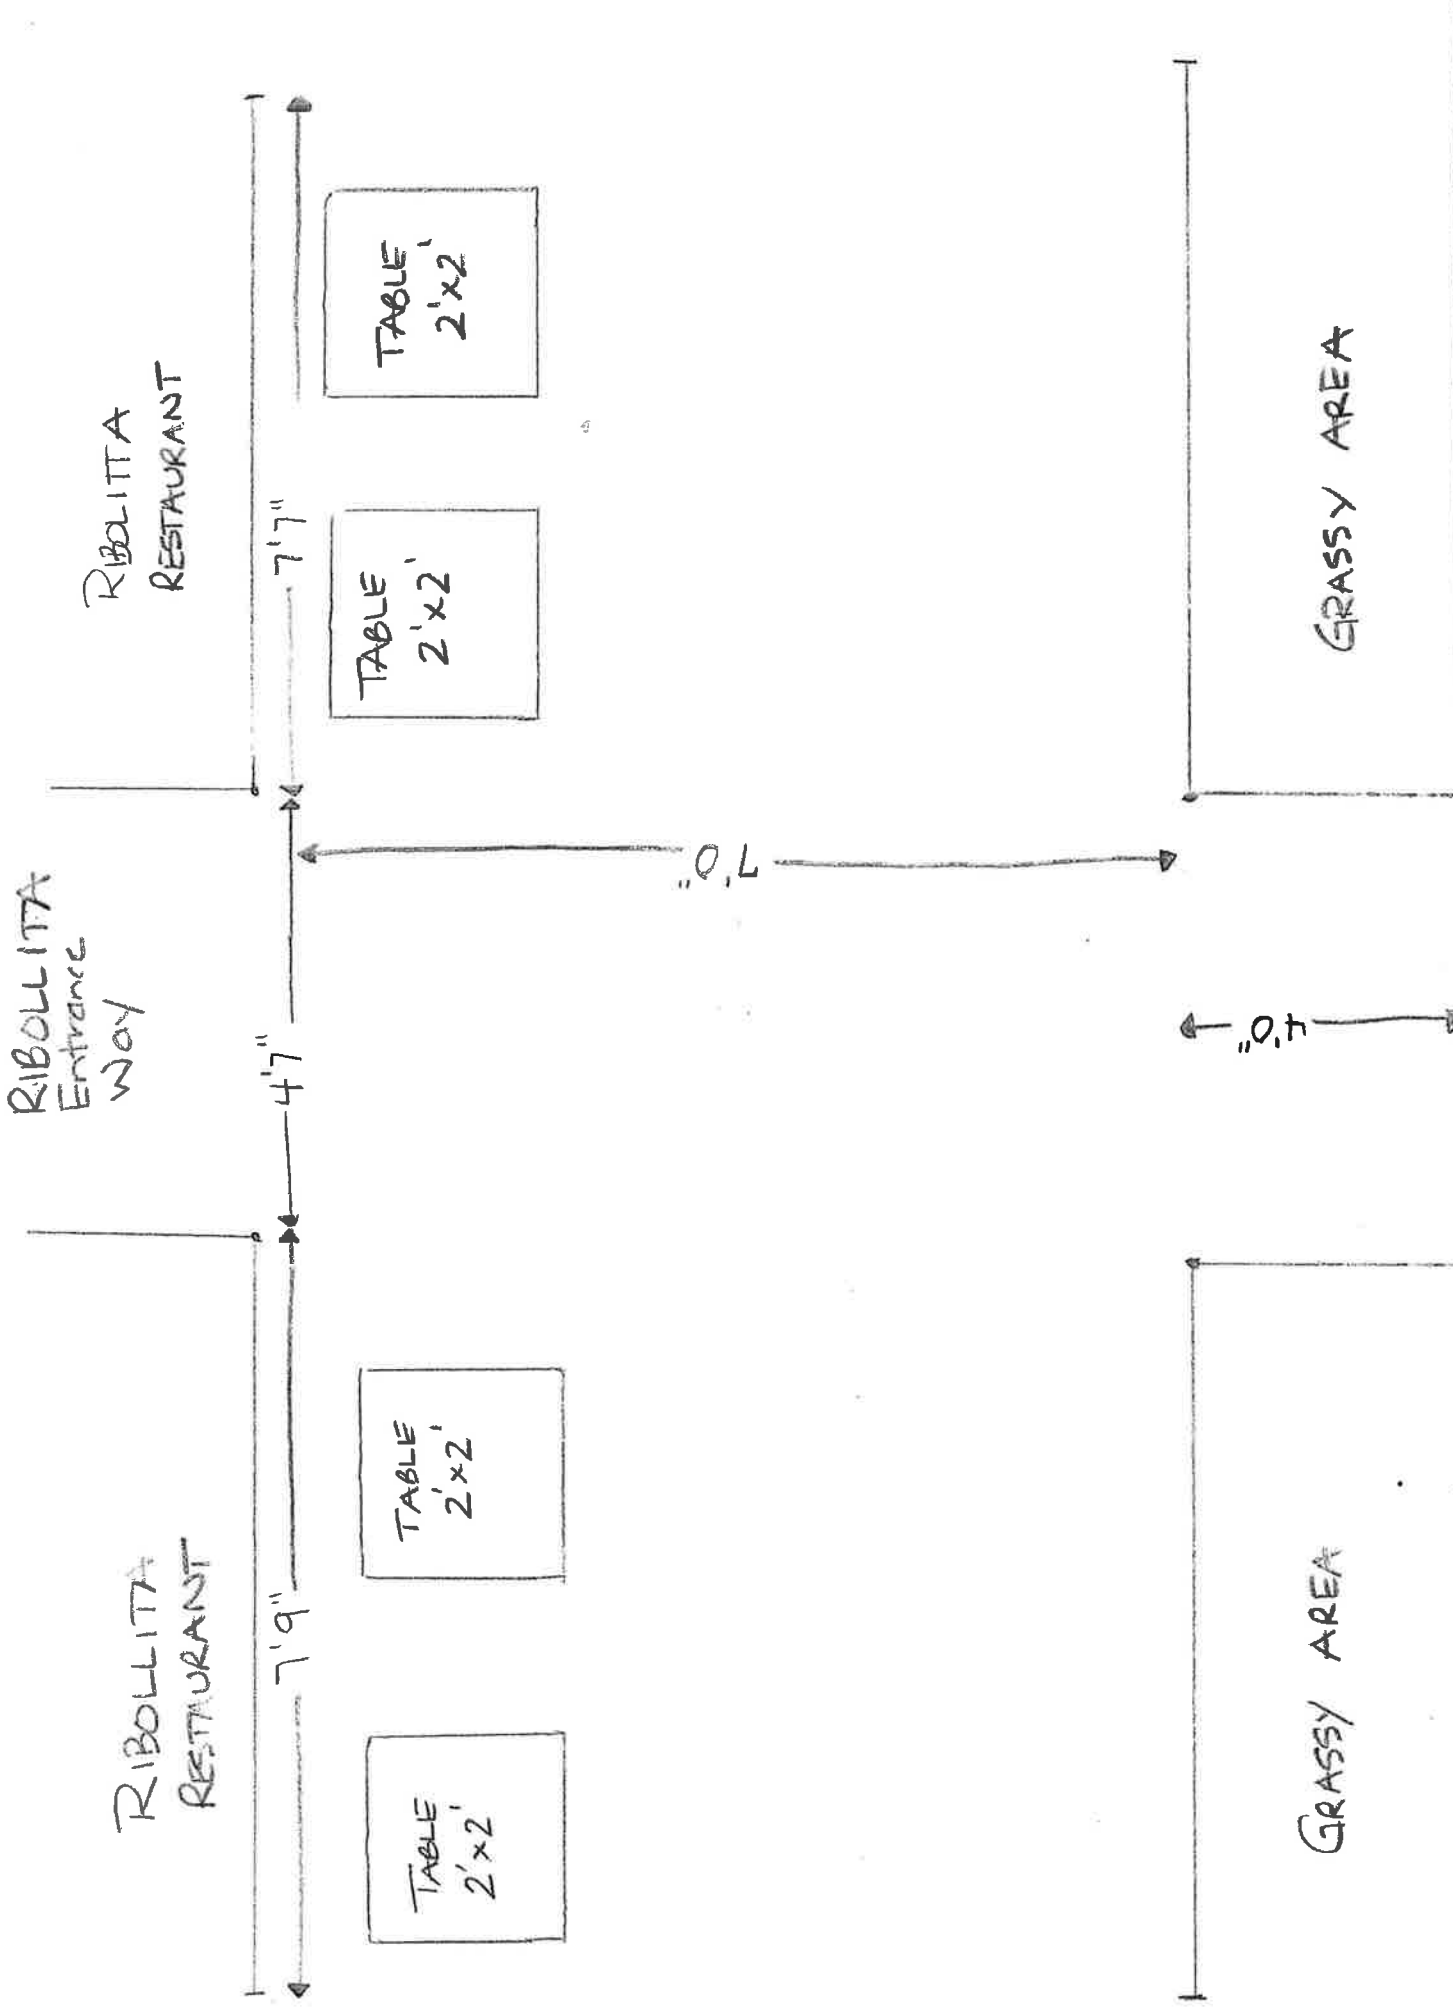 RIBOLLITA
RESTAURANT
RIBOLLITA
Entrance
Way
RIBOLITTA
RESTAURANT
7'9"
4'7"
7'7"
TABLE
2'x2'
TABLE
2'x2'
TABLE
2'x2'
TABLE
2'x2'
7'0"
4'0"
GRASSY AREA
GRASSY AREA